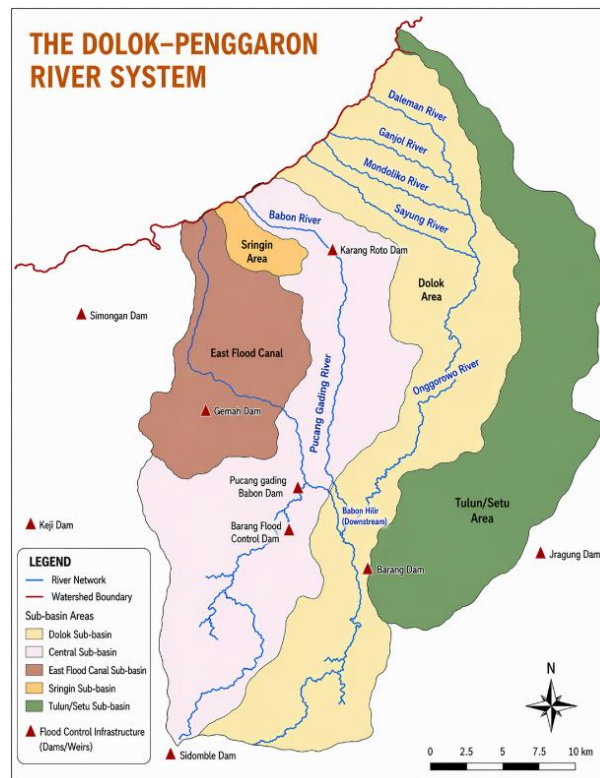 THE DOLOK–PENGGARON
RIVER SYSTEM
Daleman River
Ganjol River
Mondoliko River
Sayung River
Babon River
Sringin
Area
Karang Roto Dam
Dolok
Area
Simongan Dam
East Flood Canal
Pucang Gading River
Onggorowo River
Gemah Dam
Pucang gading
Babon Dam
Babon Hilir
(Downstream)
Tulun/Setu
Area
Keji Dam
Barang Flood
Control Dam
Jragung Dam
Barang Dam
LEGEND
River Network
Watershed Boundary
Sub-basin Areas
Dolok Sub-basin
Central Sub-basin
East Flood Canal Sub-basin
Sringin Sub-basin
Tulun/Setu Sub-basin
Flood Control Infrastructure
(Dams/Weirs)
Sidomble Dam
N
0 2.5 5 7.5 10 km